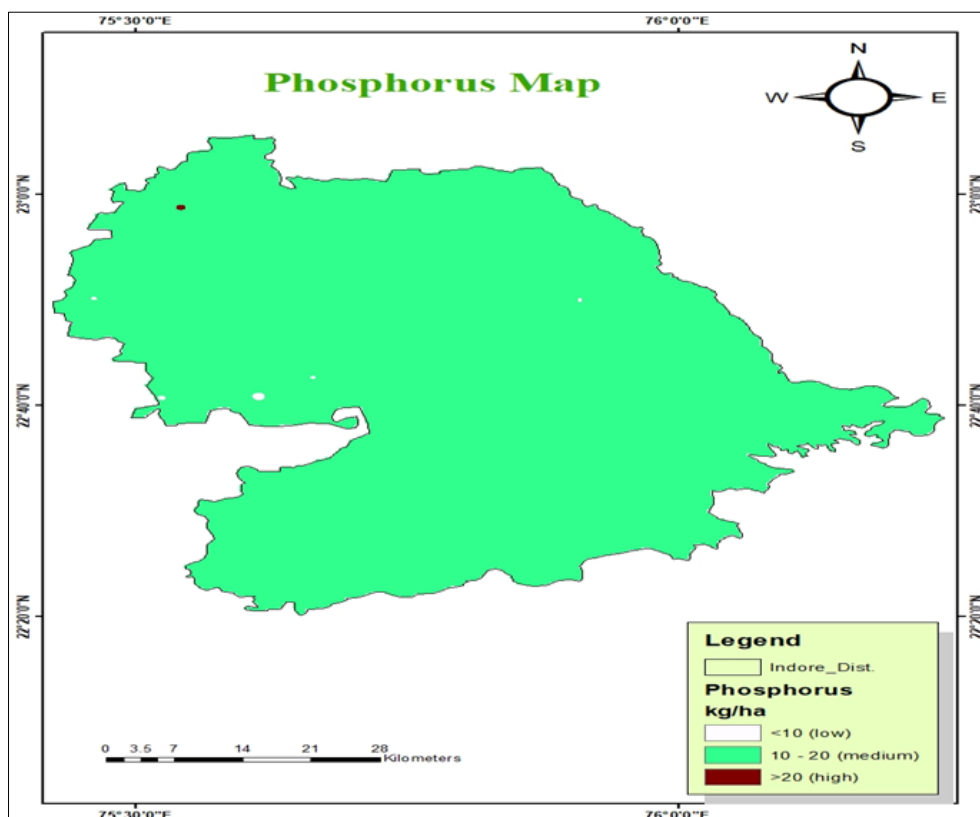 75°30'0"E 76°0'0"E
Phosphorus Map
N
W E
S
23°0'0"N 23°0'0"N
22°40'0"N 22°40'0"N
22°20'0"N 22°20'0"N
Legend
Indore_Dist.
Phosphorus
kg/ha
<10 (low)
10 - 20 (medium)
>20 (high)
0 3.5 7 14 21 28
Kilometers
75°30'0"E 76°0'0"E